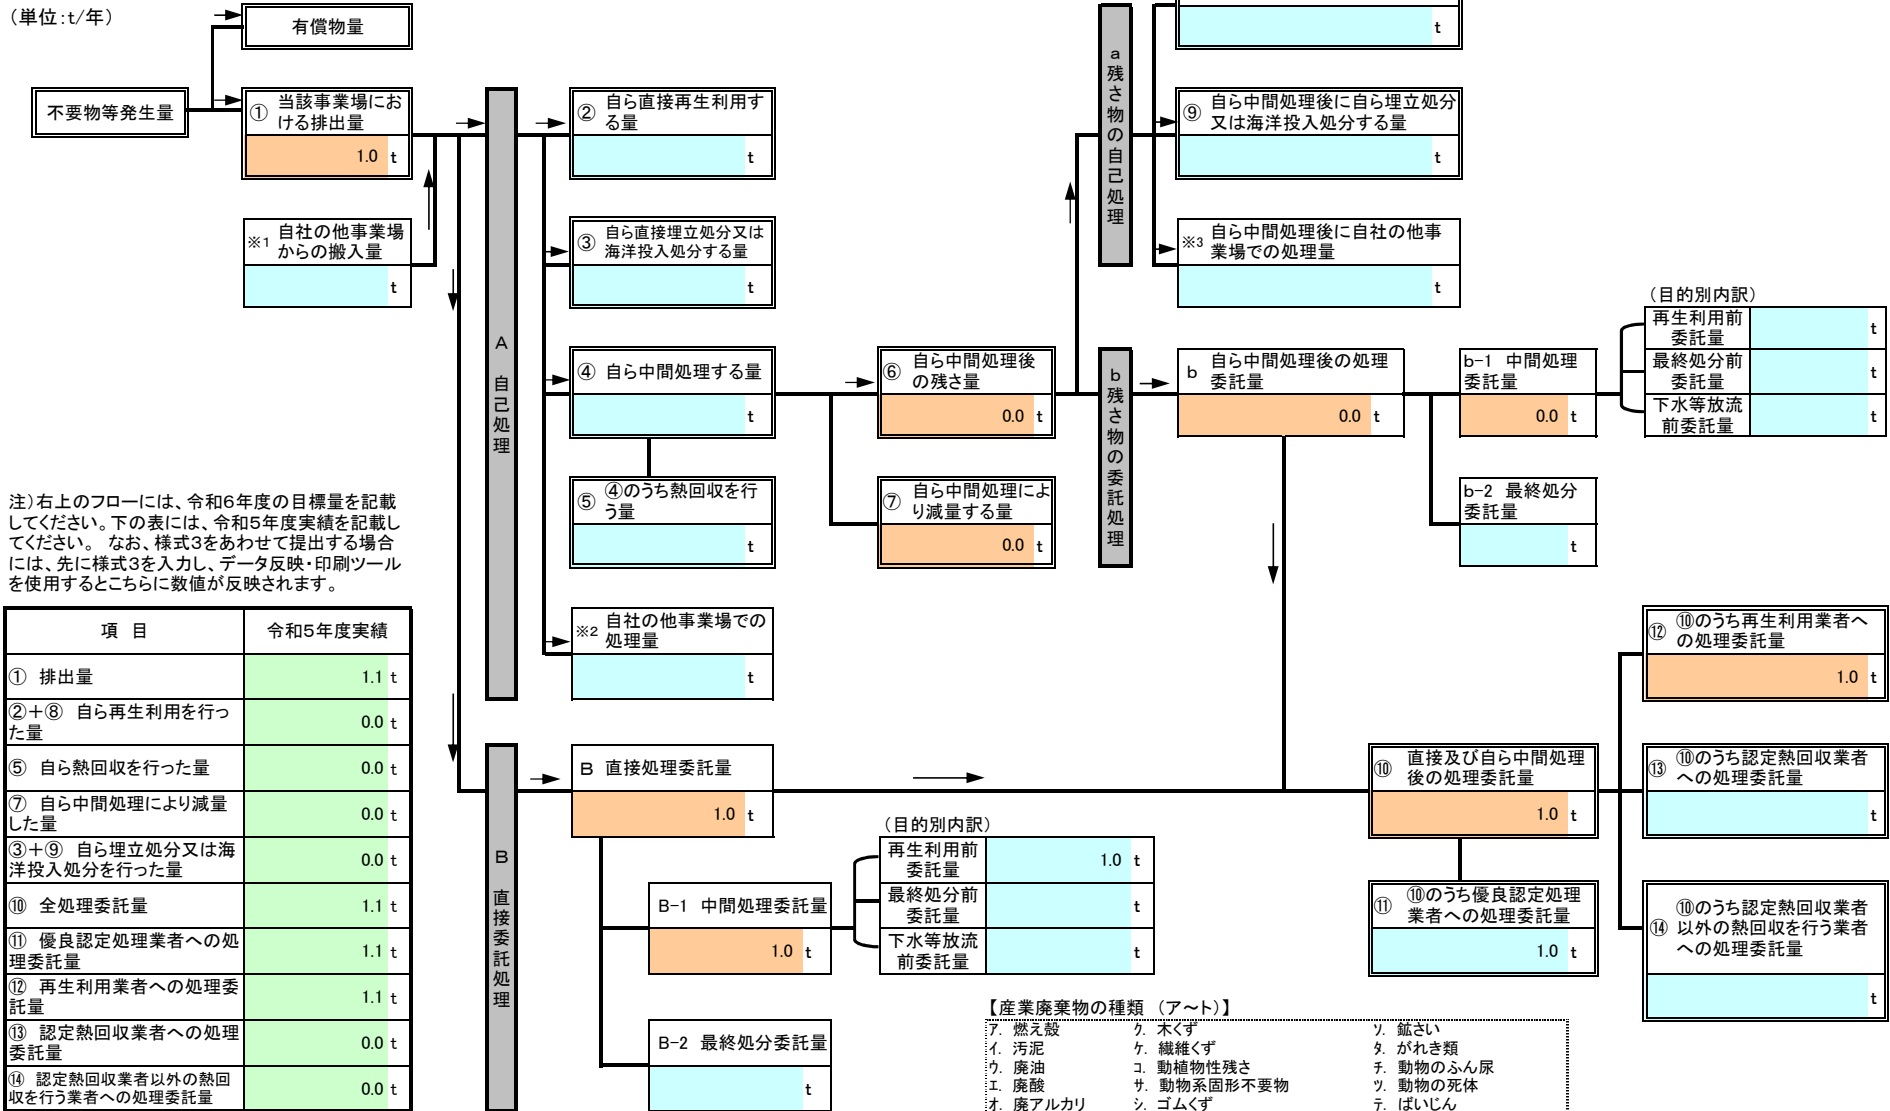 （単位：t/年）
有償物量
不要物等発生量
① 当該事業場にお
ける排出量
1.0 t
※1 自社の他事業場
からの搬入量
t
A 自己処理
② 自ら直接再生利用す
る量
t
③ 自ら直接埋立処分又は
海洋投入処分する量
t
④ 自ら中間処理する量
t
⑤ ④のうち熱回収を行
う量
t
※2 自社の他事業場での
処理量
t
⑥ 自ら中間処理後
の残さ量
0.0 t
⑦ 自ら中間処理によ
り減量する量
0.0 t
a 残さ物の自己処理
t
⑨ 自ら中間処理後に自ら埋立処分
又は海洋投入処分する量
t
※3 自ら中間処理後に自社の他事
業場での処理量
t
b 残さ物の委託処理
b 自ら中間処理後の処理
委託量
0.0 t
b-1 中間処理
委託量
0.0 t
（目的別内訳）
再生利用前
委託量
t
最終処分前
委託量
t
下水等放流
前委託量
t
b-2 最終処分
委託量
t
注）右上のフローには、令和６年度の目標量を記載
してください。下の表には、令和５年度実績を記載し
てください。 なお、様式３をあわせて提出する場合
には、先に様式３を入力し、データ反映・印刷ツール
を使用するとこちらに数値が反映されます。
項 目 令和５年度実績
① 排出量 1.1 t
②＋⑧ 自ら再生利用を行っ
た量 0.0 t
⑤ 自ら熱回収を行った量 0.0 t
⑦ 自ら中間処理により減量
した量 0.0 t
③＋⑨ 自ら埋立処分又は海
洋投入処分を行った量 0.0 t
⑩ 全処理委託量 1.1 t
⑪ 優良認定処理業者への処
理委託量 1.1 t
⑫ 再生利用業者への処理委
託量 1.1 t
⑬ 認定熱回収業者への処理
委託量 0.0 t
⑭ 認定熱回収業者以外の熱回
収を行う業者への処理委託量 0.0 t
B 直接委託処理
B 直接処理委託量
1.0 t
B-1 中間処理委託量
1.0 t
B-2 最終処分委託量
t
（目的別内訳）
再生利用前
委託量
1.0 t
最終処分前
委託量
t
下水等放流
前委託量
t
⑩ 直接及び自ら中間処理
後の処理委託量
1.0 t
⑪ ⑩のうち優良認定処理
業者への処理委託量
1.0 t
⑫ ⑩のうち再生利用業者へ
の処理委託量
1.0 t
⑬ ⑩のうち認定熱回収業者
への処理委託量
t
⑭ ⑩のうち認定熱回収業者
以外の熱回収を行う業者
への処理委託量
t
【産業廃棄物の種類 （ア～ト）】
ア. 燃え殻 ク. 木くず ソ. 鉱さい
イ. 汚泥 ケ. 繊維くず タ. がれき類
ウ. 廃油 コ. 動植物性残さ チ. 動物のふん尿
エ. 廃酸 サ. 動物系固形不要物 ツ. 動物の死体
オ. 廃アルカリ シ. ゴムくず テ. ばいじん